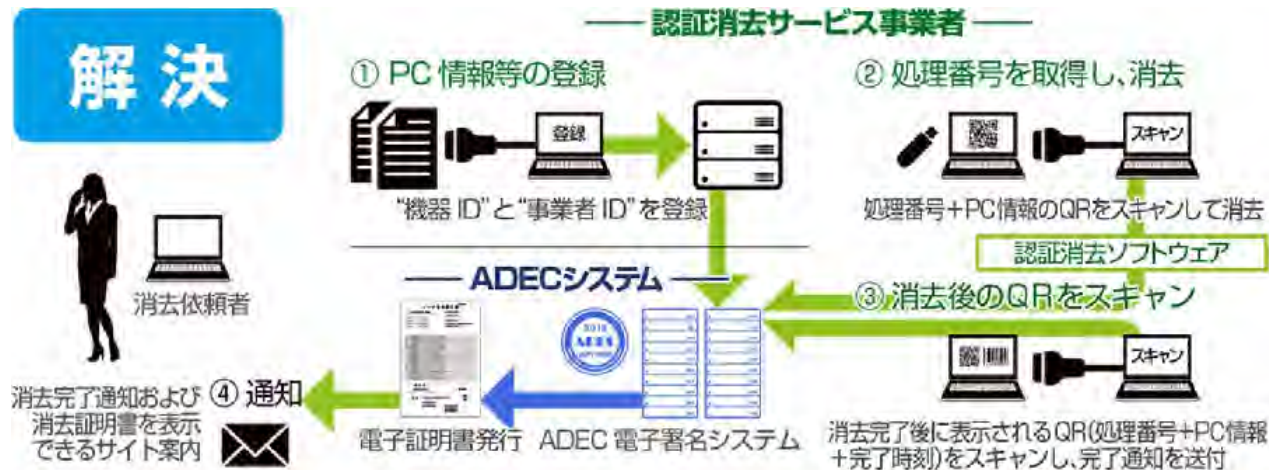 解決
認証消去サービス事業者
① PC 情報等の登録
登録
"機器 ID"と"事業者 ID"を登録
② 処理番号を取得し、消去
スキャン
処理番号+PC情報のQRをスキャンして消去
認証消去ソフトウェア
ADECシステム
③ 消去後のQRをスキャン
スキャン
消去完了後に表示されるQR(処理番号+PC情報
+完了時刻)をスキャンし、完了通知を送付
ADEC
ADEC 電子署名システム
電子証明書発行
④ 通知
消去完了通知および
消去証明書を表示
できるサイト案内
消去依頼者